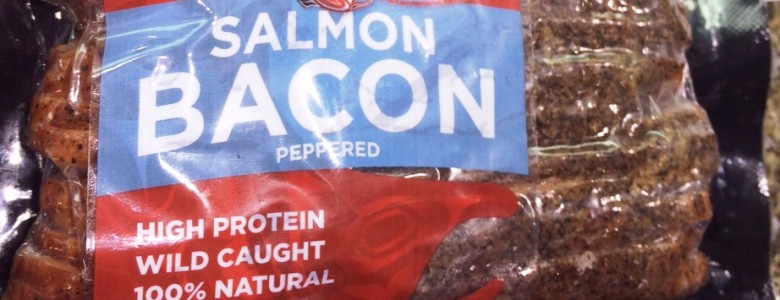 SALMON
BACON
PEPPERED
HIGH PROTEIN
WILD CAUGHT
100% NATURAL